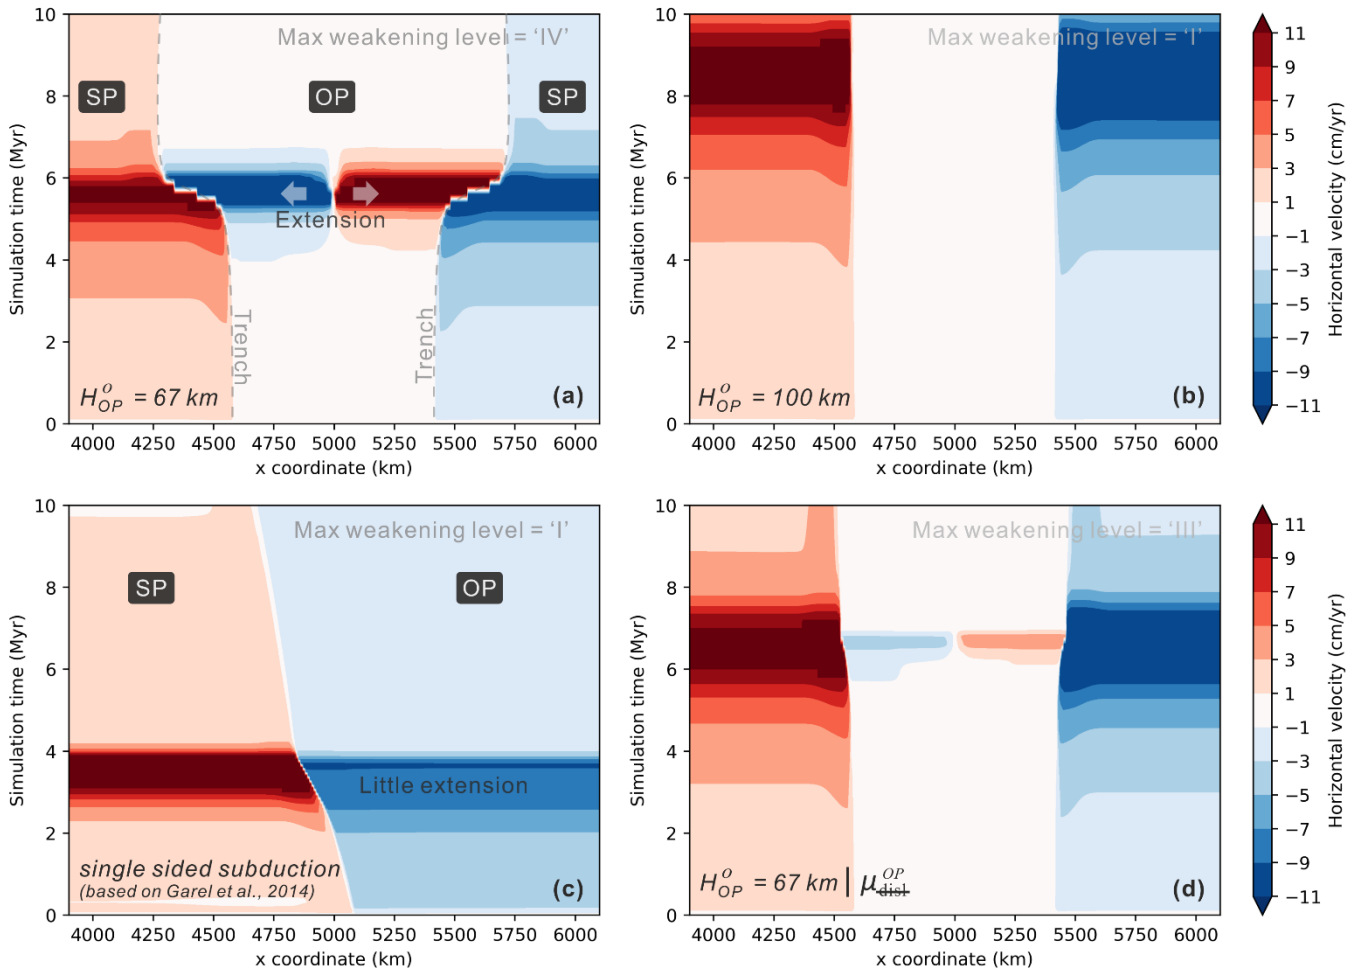 Max weakening level = ‘IV’
SP
OP
SP
Extension
Trench
Trench
H_OP^o = 67 km
(a)
10
8
6
4
2
0
Simulation time (Myr)
4000 4250 4500 4750 5000 5250 5500 5750 6000
x coordinate (km)
Max weakening level = ‘I’
H_OP^o = 100 km
(b)
10
8
6
4
2
0
Simulation time (Myr)
4000 4250 4500 4750 5000 5250 5500 5750 6000
x coordinate (km)
11
9
7
5
3
1
−1
−3
−5
−7
−9
−11
Horizontal velocity (cm/yr)
Max weakening level = ‘I’
SP
OP
Little extension
single sided subduction
(based on Garel et al., 2014)
(c)
10
8
6
4
2
0
Simulation time (Myr)
4000 4250 4500 4750 5000 5250 5500 5750 6000
x coordinate (km)
Max weakening level = ‘III’
H_OP^o = 67 km | μ_disl^OP
(d)
10
8
6
4
2
0
Simulation time (Myr)
4000 4250 4500 4750 5000 5250 5500 5750 6000
x coordinate (km)
11
9
7
5
3
1
−1
−3
−5
−7
−9
−11
Horizontal velocity (cm/yr)